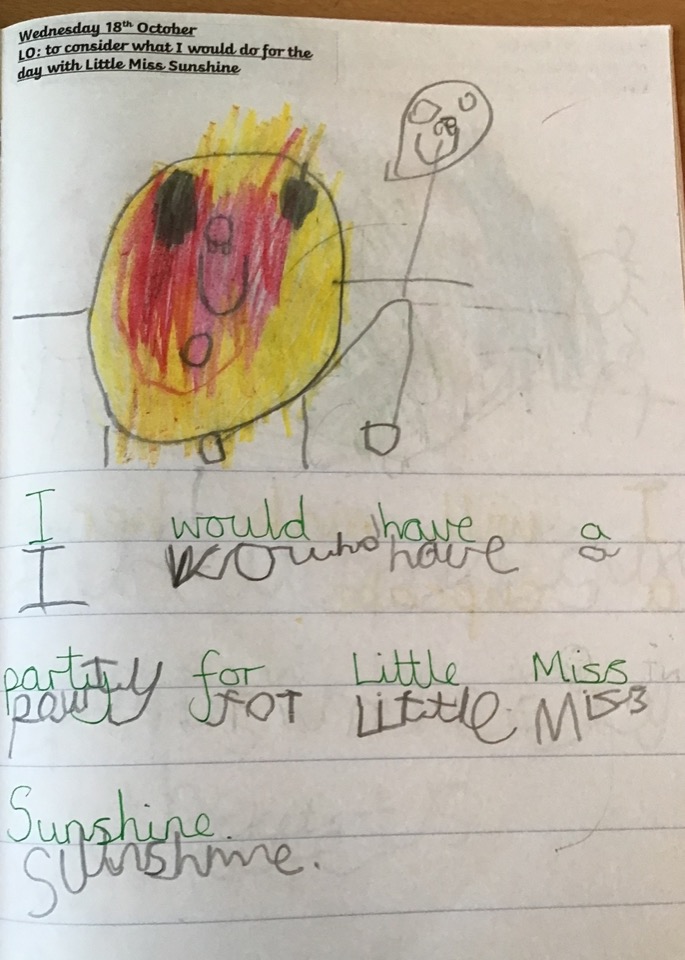 Wednesday 18th October
LO: to consider what I would do for the
day with Little Miss Sunshine
I would have a
I have a
party for Little Miss
party for Little Miss
Sunshine.
Sunshine.